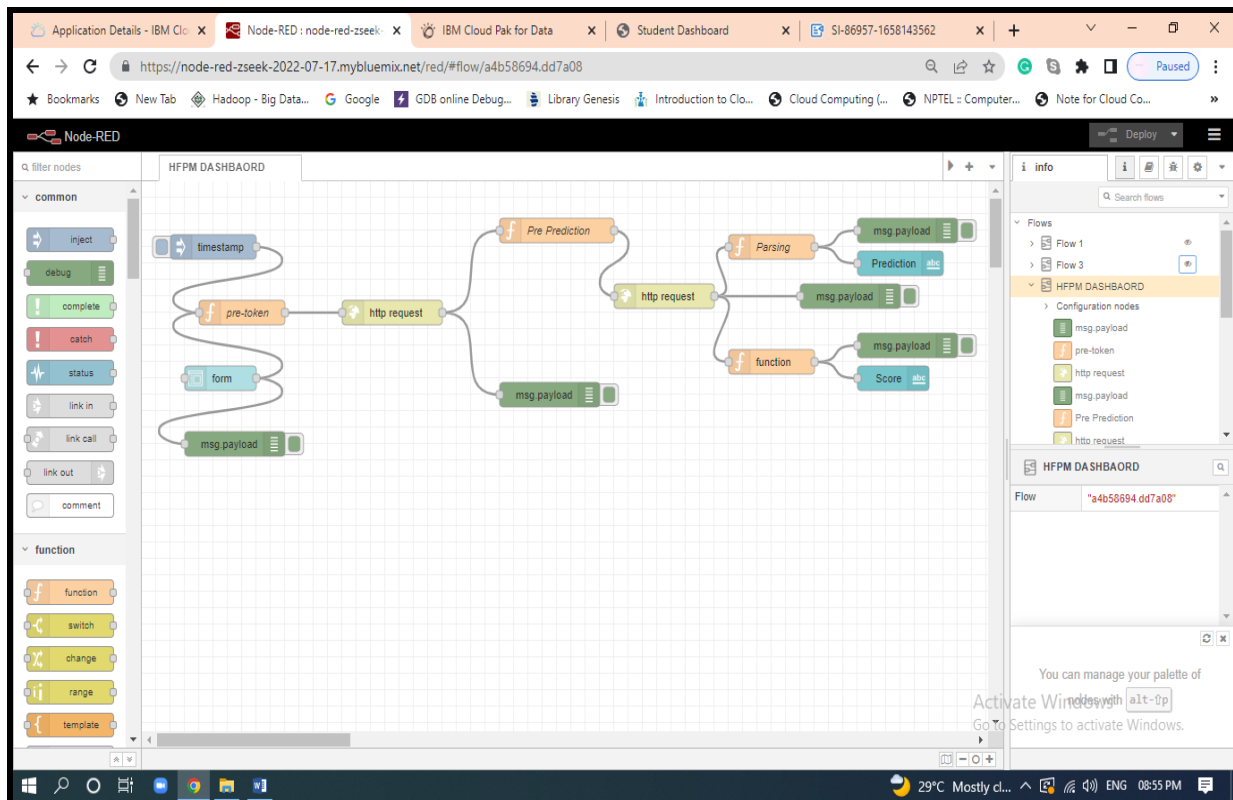 Application Details - IBM Clo
Node-RED : node-red-zseek-
IBM Cloud Pak for Data
Student Dashboard
SI-86957-1658143562
https://node-red-zseek-2022-07-17.mybluemix.net/red/#flow/a4b58694.dd7a08
Paused
Bookmarks New Tab Hadoop - Big Data... Google GDB online Debug... Library Genesis Introduction to Clo... Cloud Computing (... NPTEL :: Computer... Note for Cloud Co... »
Node-RED
Deploy
filter nodes
common
inject
debug
complete
catch
status
link in
link call
link out
comment
function
function
switch
change
range
template
HFPM DASHBAORD
timestamp
pre-token
http request
form
msg.payload
Pre Prediction
msg.payload
http request
Parsing
msg.payload
Prediction abc
msg.payload
function
msg.payload
Score abc
i info
Search flows
Flows
Flow 1
Flow 3
HFPM DASHBAORD
Configuration nodes
msg.payload
pre-token
http request
msg.payload
Pre Prediction
http request
HFPM DASHBAORD
Flow "a4b58694.dd7a08"
You can manage your palette of
nodes with alt-⇧p
Activate Windows
Go to Settings to activate Windows.
29°C Mostly cl... ENG 08:55 PM